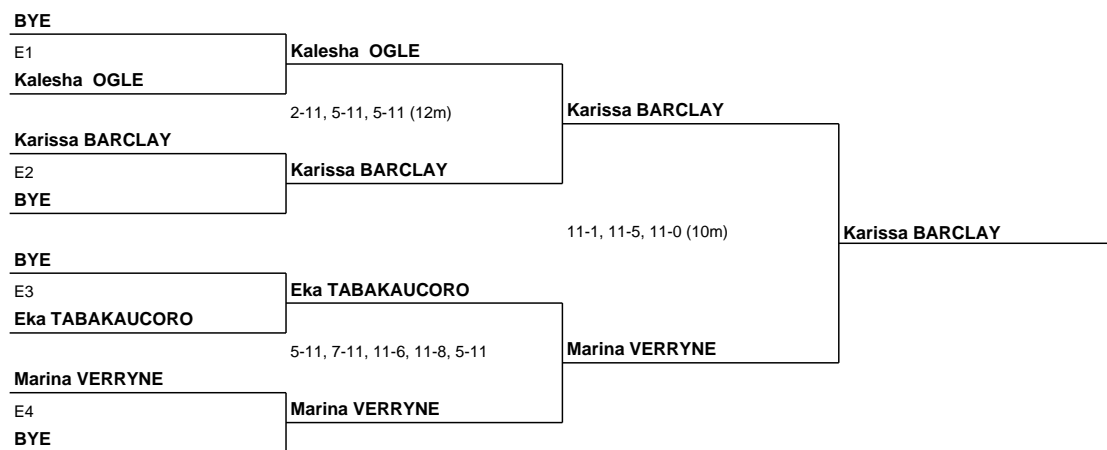 BYE
E1
Kalesha  OGLE
Kalesha  OGLE
2-11, 5-11, 5-11 (12m)
Karissa BARCLAY
Karissa BARCLAY
E2
Karissa BARCLAY
BYE
11-1, 11-5, 11-0 (10m)
Karissa BARCLAY
BYE
E3
Eka TABAKAUCORO
Eka TABAKAUCORO
5-11, 7-11, 11-6, 11-8, 5-11
Marina VERRYNE
Marina VERRYNE
E4
Marina VERRYNE
BYE